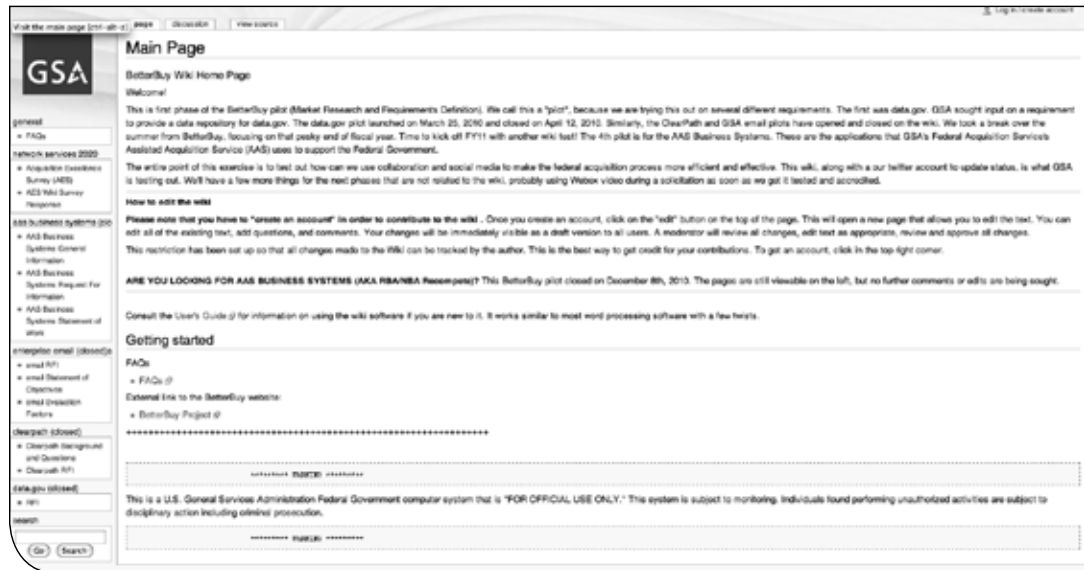 Log in / create account
Visit the main page [ctrl-alt-z]
page
discussion
view source
GSA
Main Page
BetterBuy Wiki Home Page
Welcome!
This is first phase of the BetterBuy pilot (Market Research and Requirements Definition). We call this a "pilot", because we are trying this out on several different requirements. The first was data.gov. GSA sought input on a requirement
to provide a data repository for data.gov. The data.gov pilot launched on March 25, and closed on April 12, 2010. Similarly, the ClearPath and GSA email pilots have opened and closed on the wiki. We took a break over the
summer from BetterBuy, focusing on that pesky end of fiscal year. Time to kick off FY11 with another wiki test! The 4th pilot is for the AAS Business Systems. These are the applications that GSA's Federal Acquisition Service's
Assisted Acquisition Service (AAS) uses to support the Federal Government.
The entire point of this exercise is to test out how can we use collaboration and social media to make the federal acquisition process more efficient and effective. This wiki, along with a our twitter account to update status, is what GSA
is testing out. We'll have a few more things for the next phases that are not related to the wiki, probably using Webex video during a solicitation as soon as we get it tested and accredited.
How to edit the wiki
Please note that you have to "create an account" in order to contribute to the wiki . Once you create an account, click on the "edit" button on the top of the page. This will open a new page that allows you to edit the text. You can
edit all of the existing text, add questions, and comments. Your changes will be immediately visible as a draft version to all users. A moderator will review all changes, edit text as appropriate, review and approve all changes.
This restriction has been set up so that all changes made to the Wiki can be tracked by the author. This is the best way to get credit for your contributions. To get an account, click in the top right corner.
ARE YOU LOOKING FOR AAS BUSINESS SYSTEMS (AKA RBA/NBA Recompete)? This BetterBuy pilot closed on December 8th, 2010. The pages are still viewable on the left, but no further comments or edits are being sought.
Consult the User's Guide for information on using the wiki software if you are new to it. It works similar to most word processing software with a few twists.
Getting started
FAQs
FAQs
External link to the BetterBuy website:
BetterBuy Project
This is a U.S. General Services Administration Federal Government computer system that is "FOR OFFICIAL USE ONLY." This system is subject to monitoring. Individuals found performing unauthorized activities are subject to
disciplinary action including criminal prosecution.
general
FAQs
network services 2020
Acquisition Excellence
Survey (AES)
AES Wiki Survey
Response
aas business systems
AAS Business
Systems General
Information
AAS Business
Systems Request For
Information
AAS Business
Systems Statement of
Work
enterprise email (closed)
email RFI
email Statement of
Objectives
email Evaluation
Factors
clearpath (closed)
Clearpath Background
and Questions
Clearpath RFI
data.gov (closed)
RFI
search
Go
Search